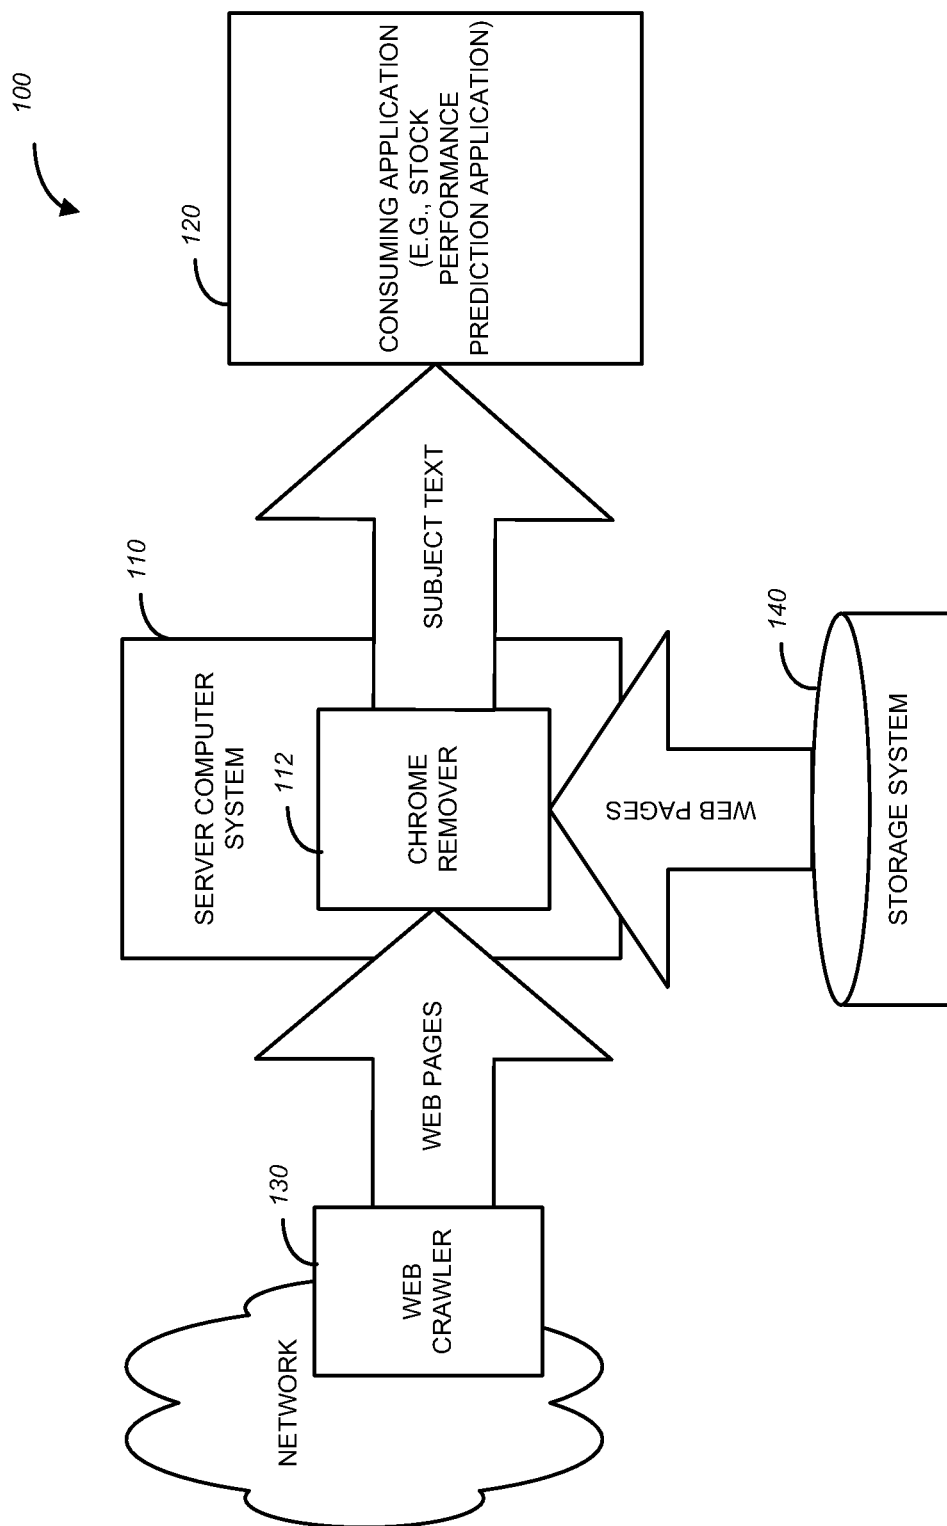 100
NETWORK
130
WEB
CRAWLER
WEB PAGES
SERVER COMPUTER
SYSTEM
110
112
CHROME
REMOVER
SUBJECT TEXT
120
CONSUMING APPLICATION
(E.G., STOCK
PERFORMANCE
PREDICTION APPLICATION)
WEB PAGES
140
STORAGE SYSTEM